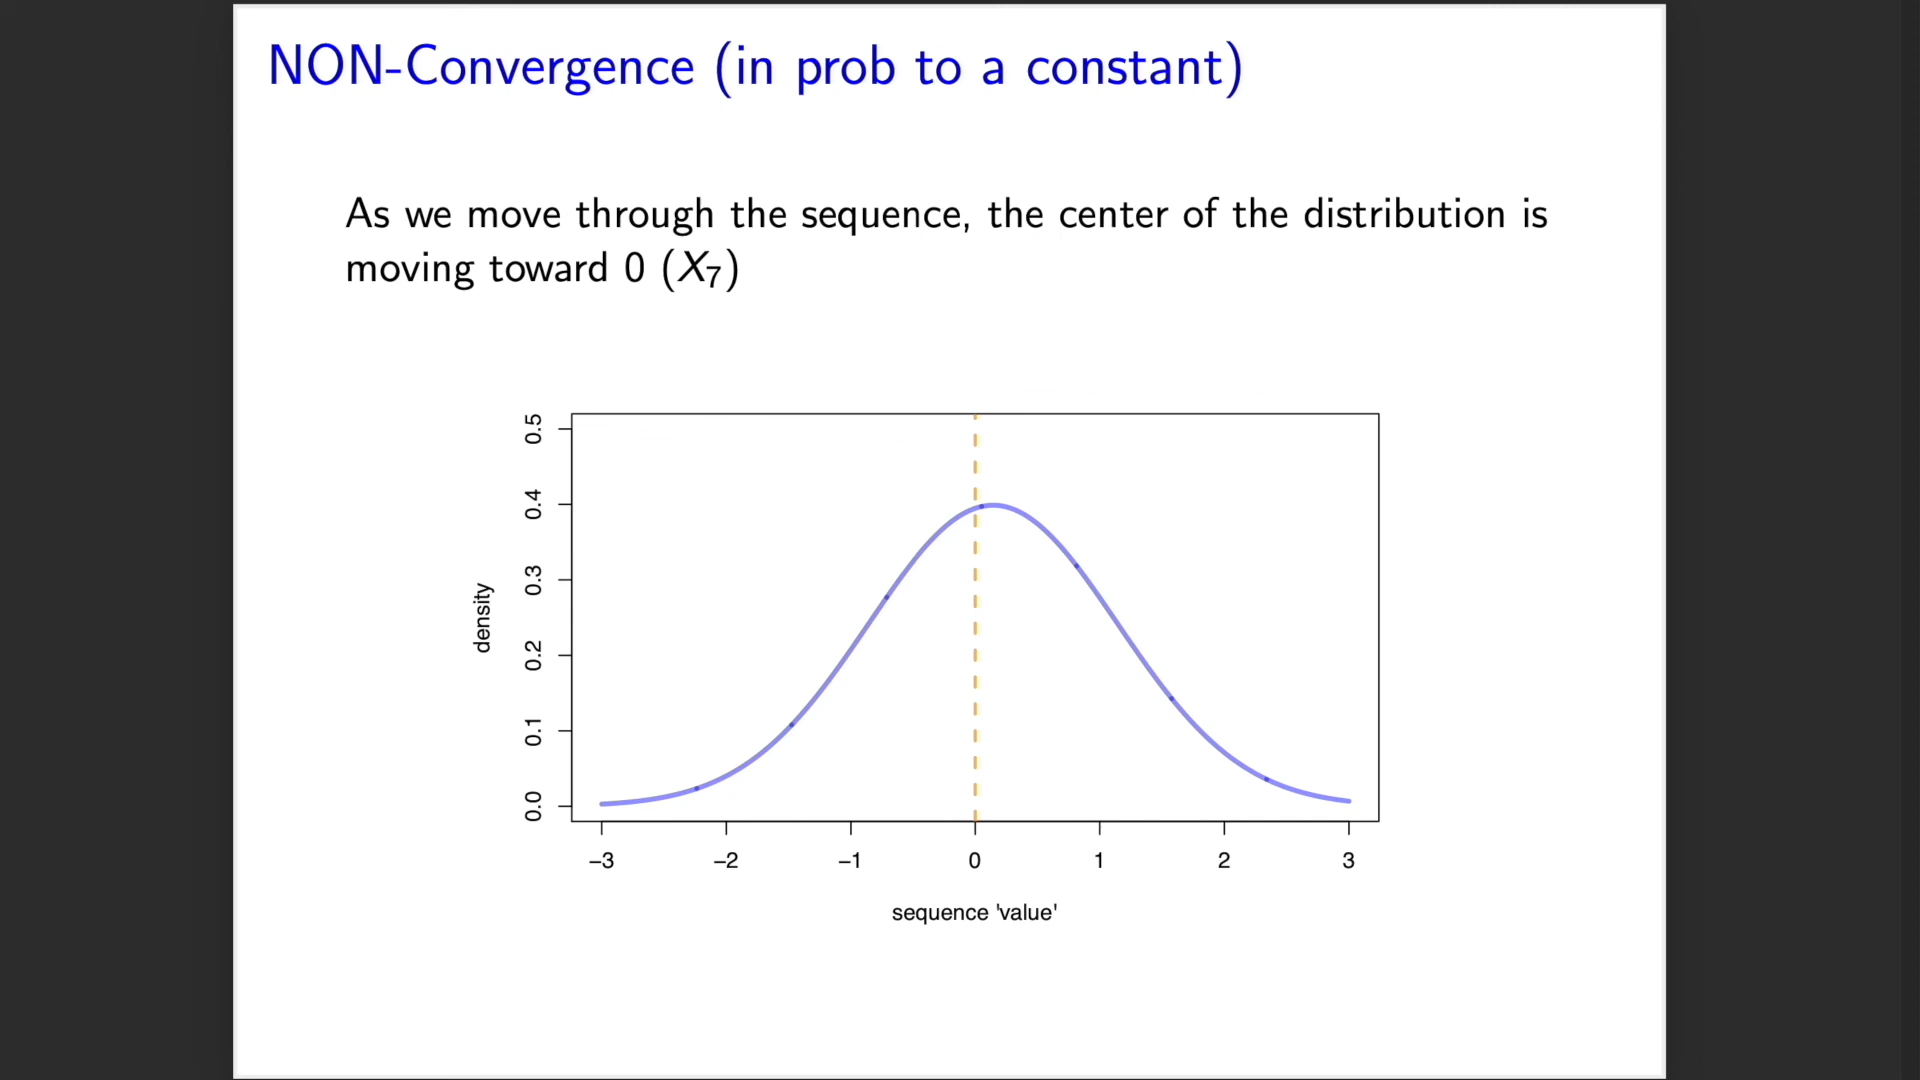 NON-Convergence (in prob to a constant)
As we move through the sequence, the center of the distribution is
moving toward 0 (X₇)
0.5
0.4
0.3
0.2
0.1
0.0
density
−3 −2 −1 0 1 2 3
sequence 'value'